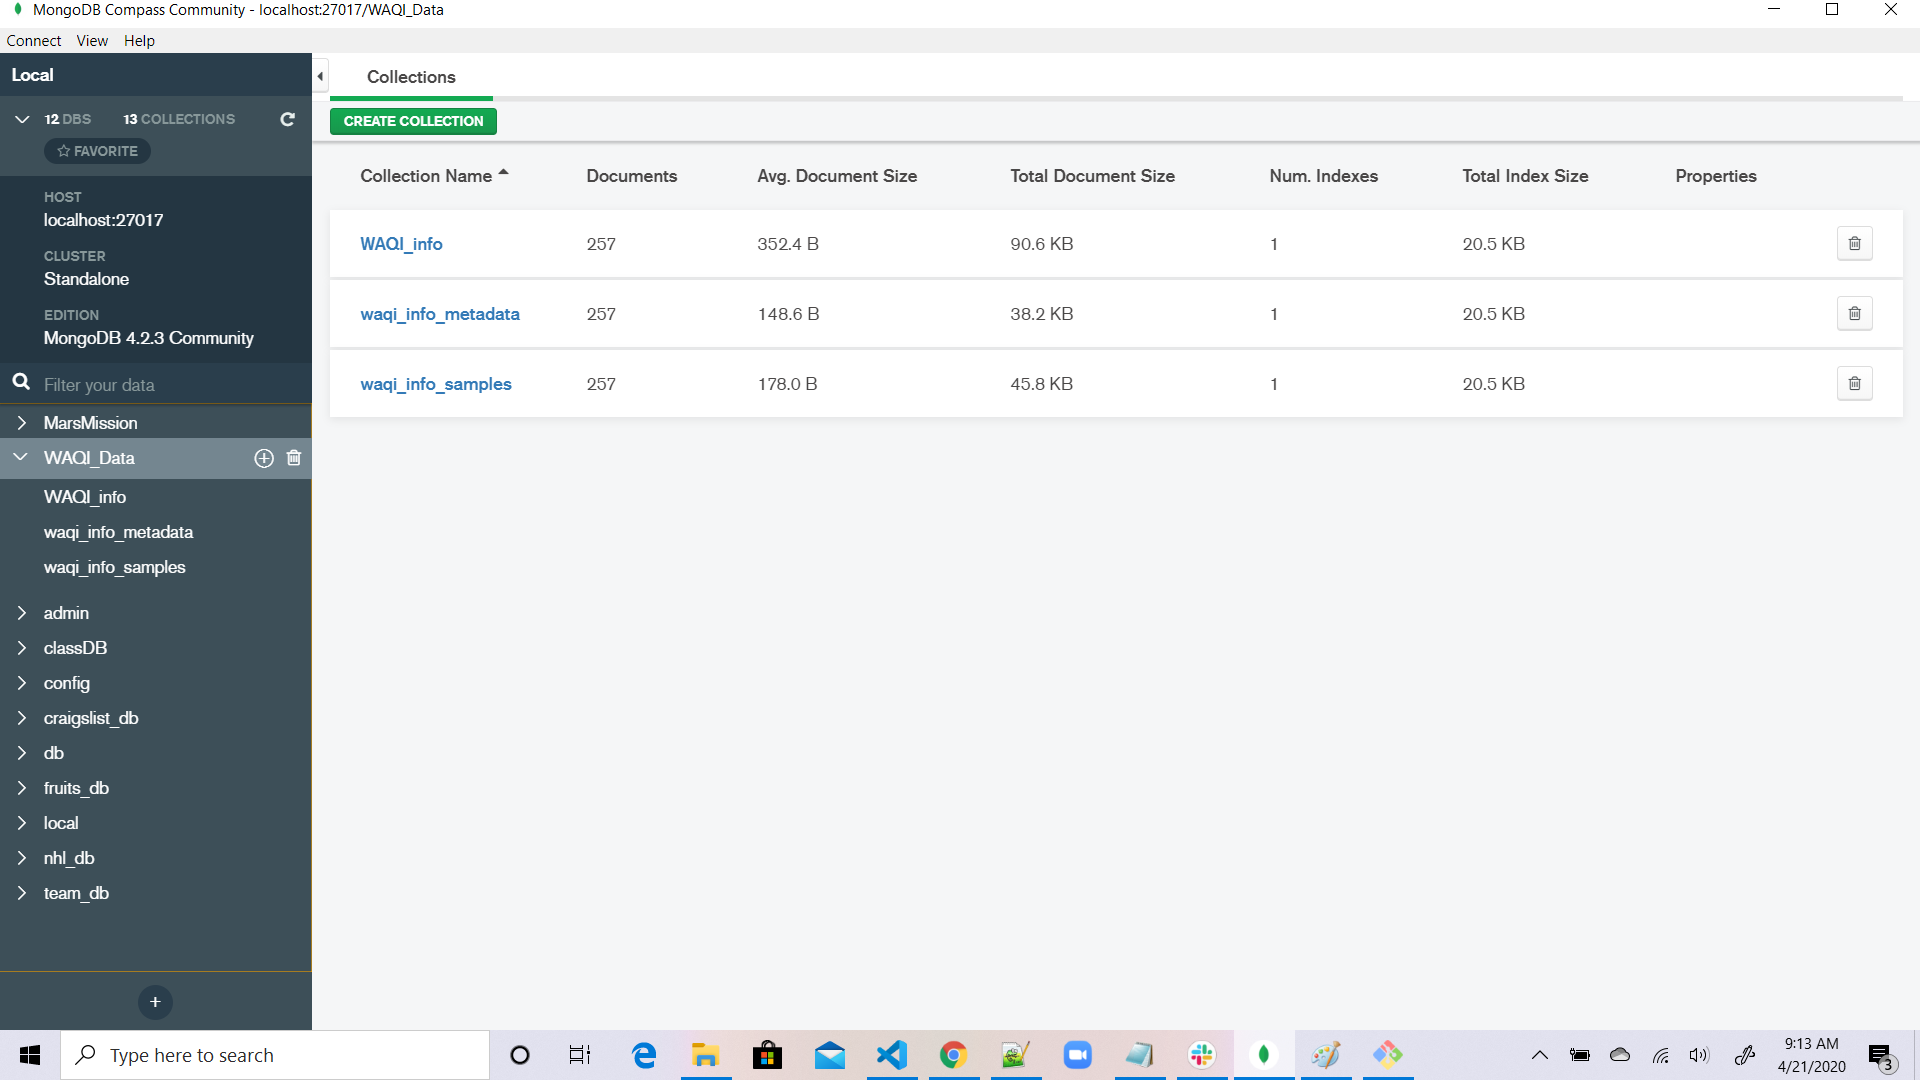 MongoDB Compass Community - localhost:27017/WAQI_Data
Connect View Help
Local
12 DBS 13 COLLECTIONS
FAVORITE
HOST
localhost:27017
CLUSTER
Standalone
EDITION
MongoDB 4.2.3 Community
Filter your data
MarsMission
WAQI_Data
WAQI_info
waqi_info_metadata
waqi_info_samples
admin
classDB
config
craigslist_db
db
fruits_db
local
nhl_db
team_db
+
Collections
CREATE COLLECTION
Collection Name Documents Avg. Document Size Total Document Size Num. Indexes Total Index Size Properties
WAQI_info 257 352.4 B 90.6 KB 1 20.5 KB
waqi_info_metadata 257 148.6 B 38.2 KB 1 20.5 KB
waqi_info_samples 257 178.0 B 45.8 KB 1 20.5 KB
Type here to search
9:13 AM
4/21/2020
3